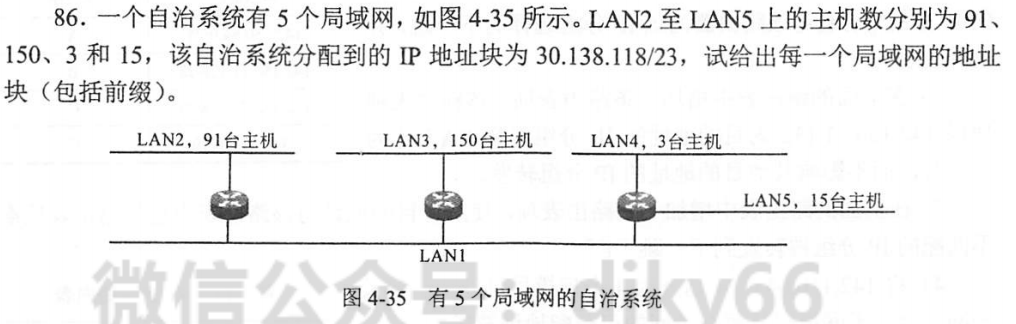 86. 一个自治系统有 5 个局域网，如图 4-35 所示。LAN2 至 LAN5 上的主机数分别为 91、
150、3 和 15，该自治系统分配到的 IP 地址块为 30.138.118/23，试给出每一个局域网的地址
块（包括前缀）。
LAN2，91台主机
LAN3，150台主机
LAN4，3台主机
LAN5，15台主机
LAN1
微信公众号：djky66
图 4-35 有 5 个局域网的自治系统